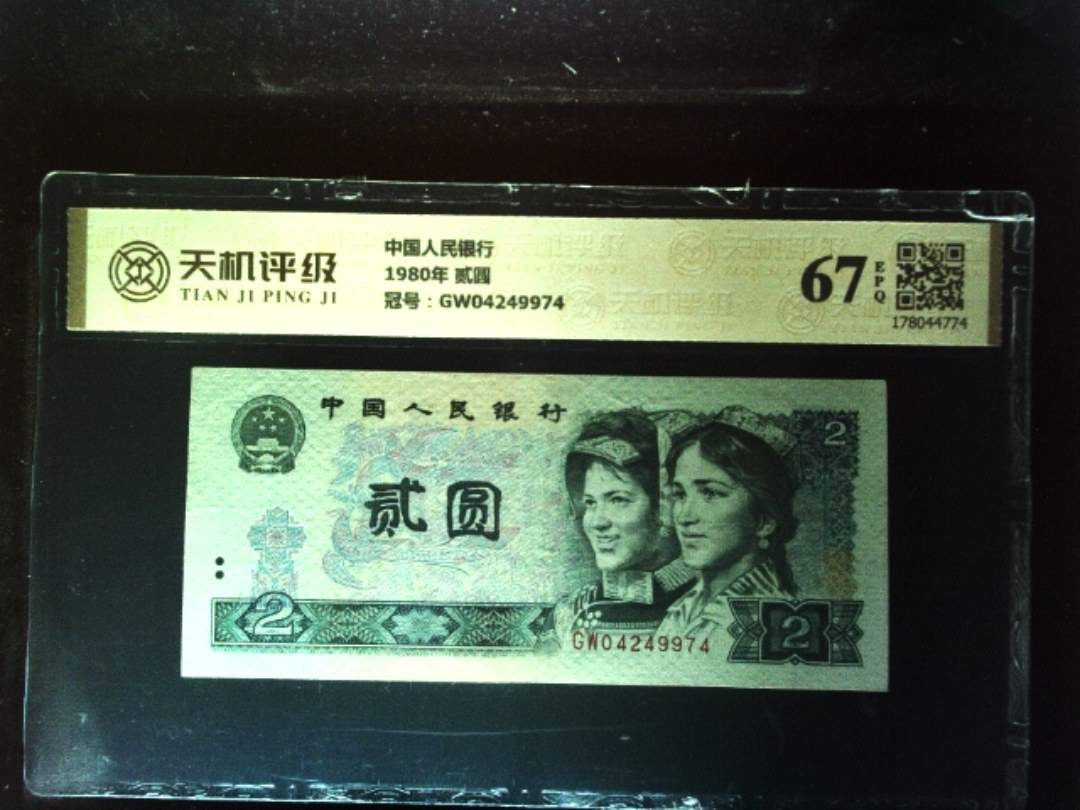 天机评级
TIAN JI PING JI
中国人民银行
1980年 贰圆
冠号：GW04249974
67
EPQ
178044774
中国人民银行
2
贰圆
2
GW04249974
2